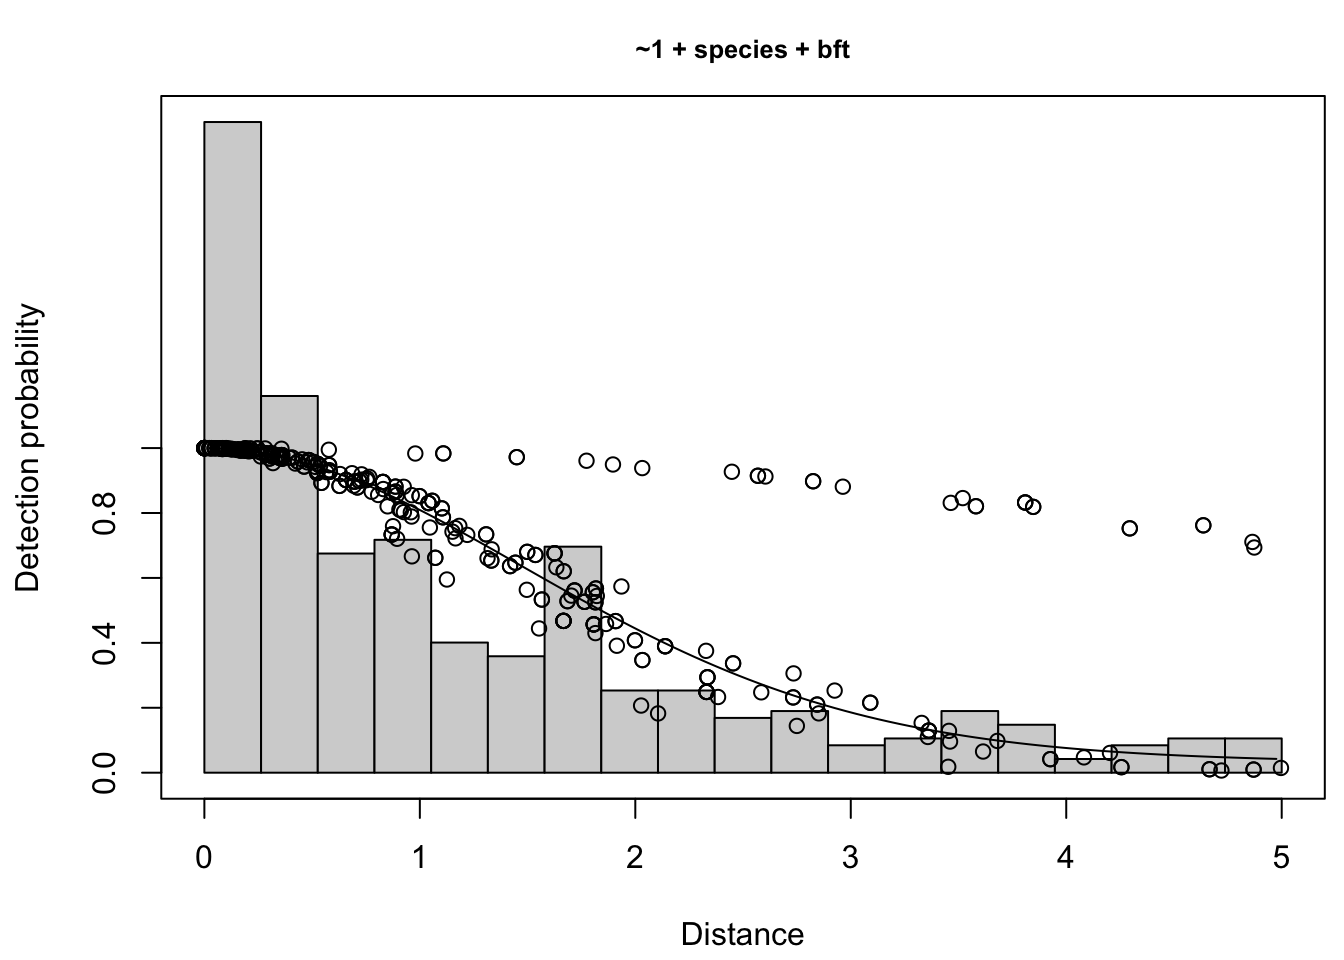 ~1 + species + bft
Detection probability
0.8
0.4
0.0
0 1 2 3 4 5
Distance